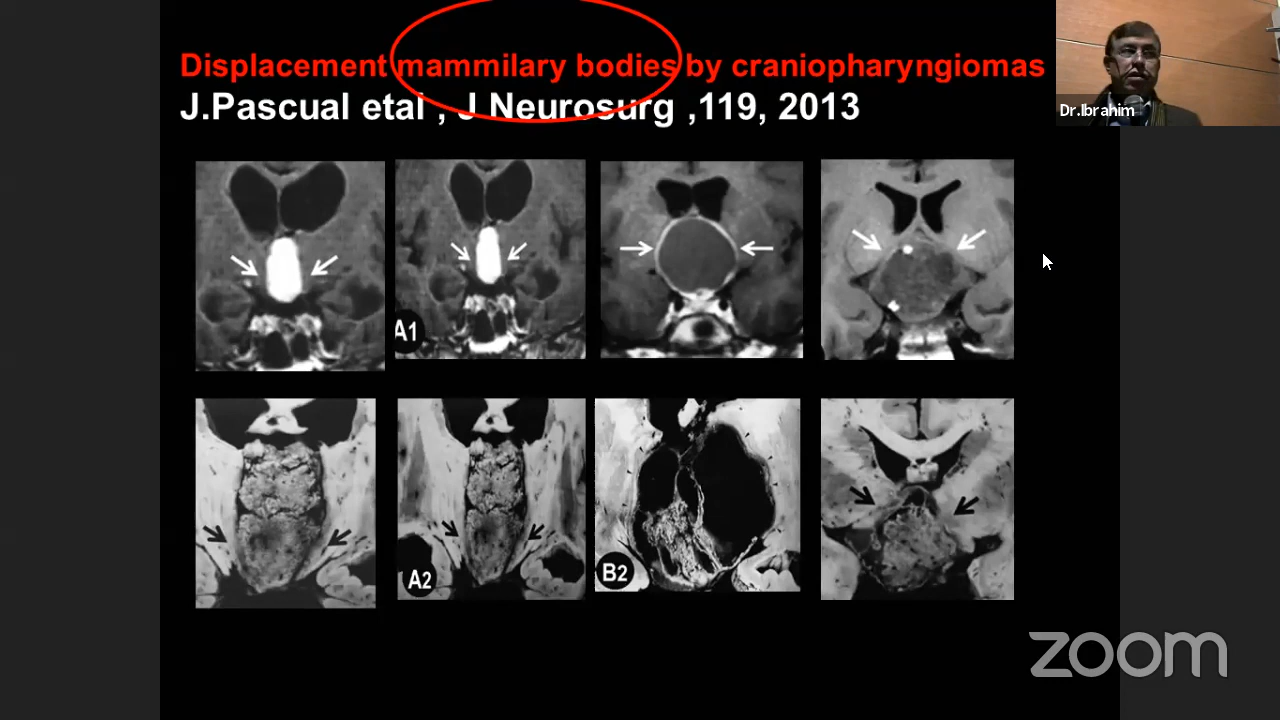 Displacement mammilary bodies by craniopharyngiomas
J.Pascual etal , J Neurosurg ,119, 2013
Dr.Ibrahim
A1
A2
B2
zoom